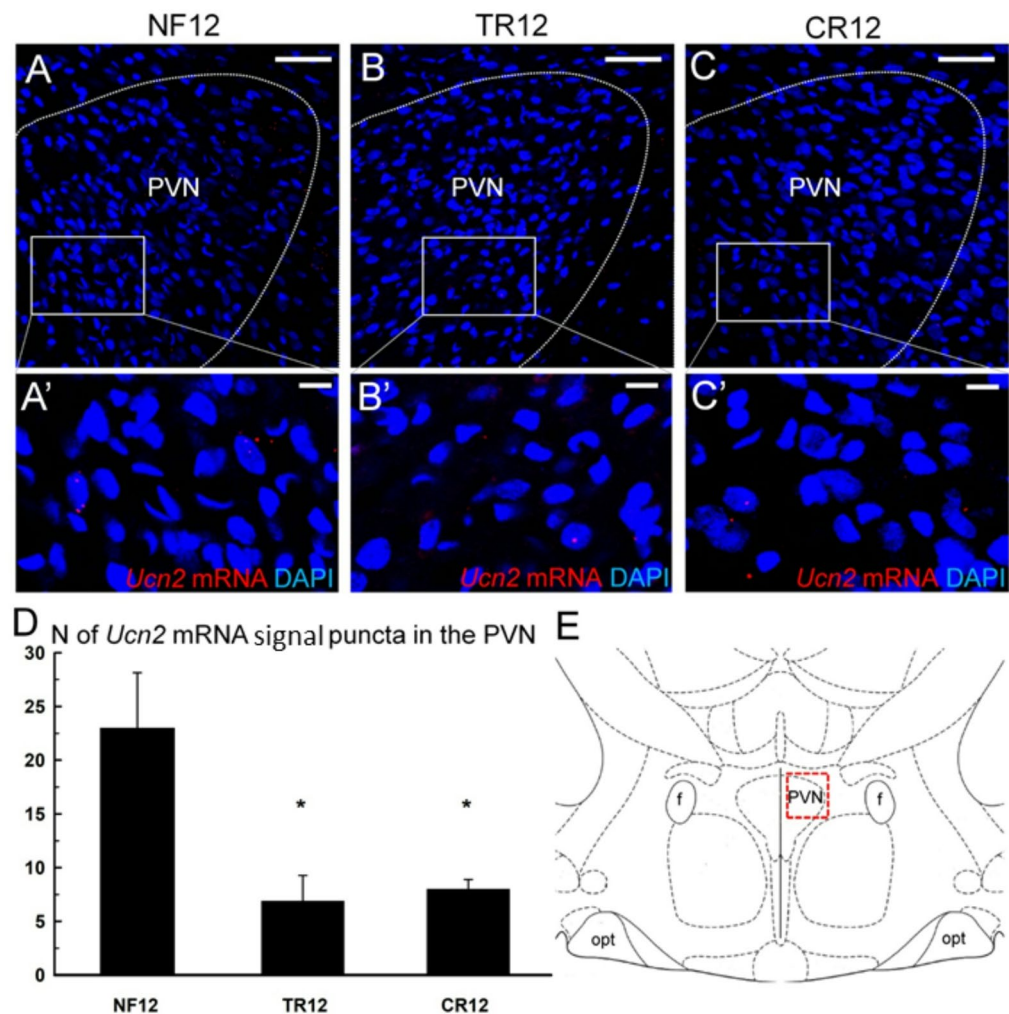 NF12 TR12 CR12
A B C
PVN PVN PVN
A' B' C'
Ucn2 mRNA DAPI Ucn2 mRNA DAPI Ucn2 mRNA DAPI
D N of Ucn2 mRNA signal puncta in the PVN
30
25
20
15
10
5
0
* *
NF12 TR12 CR12
E
f PVN f
opt opt